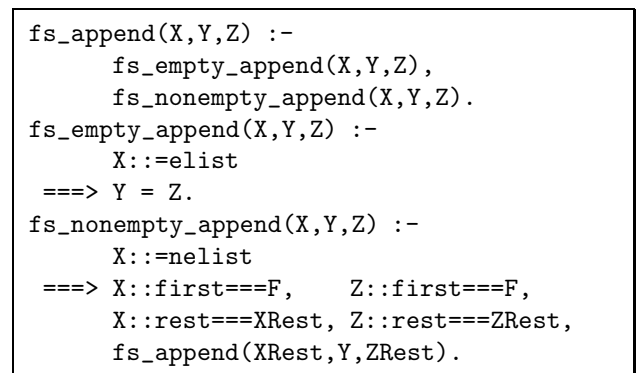 fs_append(X,Y,Z) :-
      fs_empty_append(X,Y,Z),
      fs_nonempty_append(X,Y,Z).
fs_empty_append(X,Y,Z) :-
      X::=elist
 ===> Y = Z.
fs_nonempty_append(X,Y,Z) :-
      X::=nelist
 ===> X::first===F,    Z::first===F,
      X::rest===XRest, Z::rest===ZRest,
      fs_append(XRest,Y,ZRest).